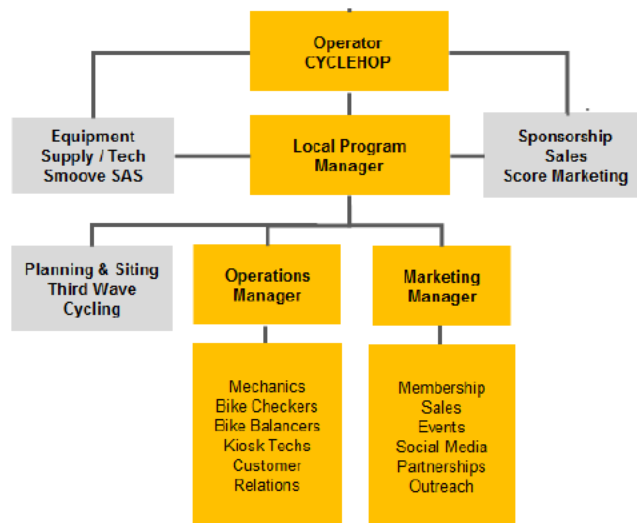 Operator
CYCLEHOP
Equipment
Supply / Tech
Smoove SAS
Local Program
Manager
Sponsorship
Sales
Score Marketing
Planning & Siting
Third Wave
Cycling
Operations
Manager
Marketing
Manager
Mechanics
Bike Checkers
Bike Balancers
Kiosk Techs
Customer
Relations
Membership
Sales
Events
Social Media
Partnerships
Outreach